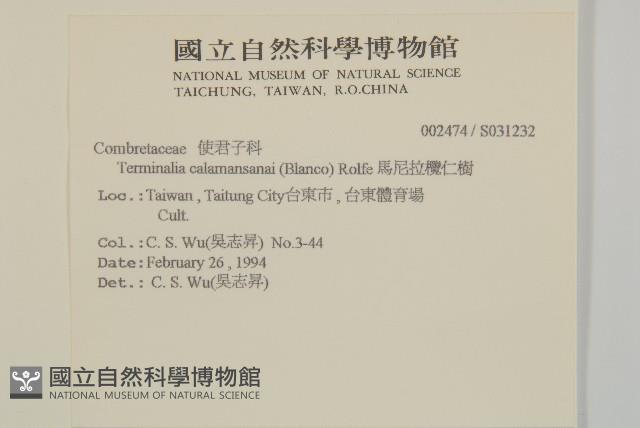 國立自然科學博物館
NATIONAL MUSEUM OF NATURAL SCIENCE
TAICHUNG, TAIWAN, R.O.CHINA
002474 / S031232
Combretaceae 使君子科
Terminalia calamansanai (Blanco) Rolfe 馬尼拉欖仁樹
Loc.:Taiwan , Taitung City台東市 , 台東體育場
Cult.
Col.:C. S. Wu(吳志昇) No.3-44
Date:February 26 , 1994
Det.: C. S. Wu(吳志昇)
國立自然科學博物館
NATIONAL MUSEUM OF NATURAL SCIENCE